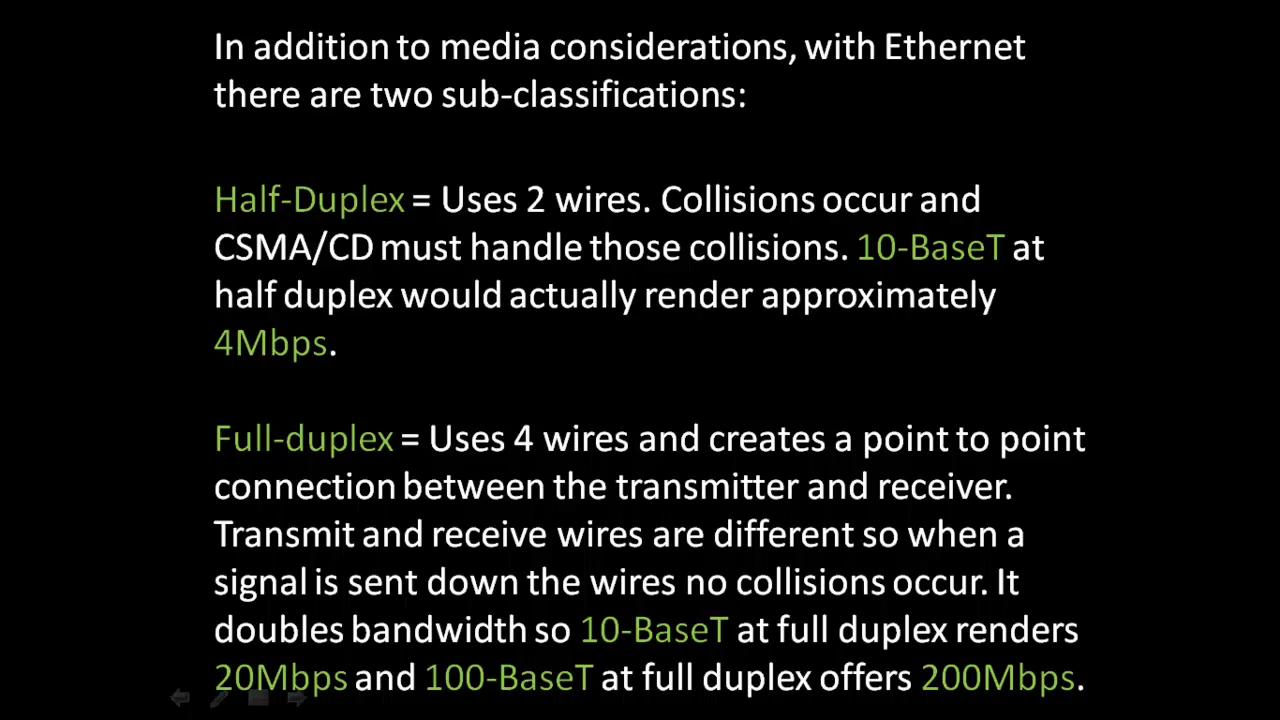 In addition to media considerations, with Ethernet
there are two sub-classifications:
Half-Duplex = Uses 2 wires. Collisions occur and
CSMA/CD must handle those collisions. 10-BaseT at
half duplex would actually render approximately
4Mbps.
Full-duplex = Uses 4 wires and creates a point to point
connection between the transmitter and receiver.
Transmit and receive wires are different so when a
signal is sent down the wires no collisions occur. It
doubles bandwidth so 10-BaseT at full duplex renders
20Mbps and 100-BaseT at full duplex offers 200Mbps.